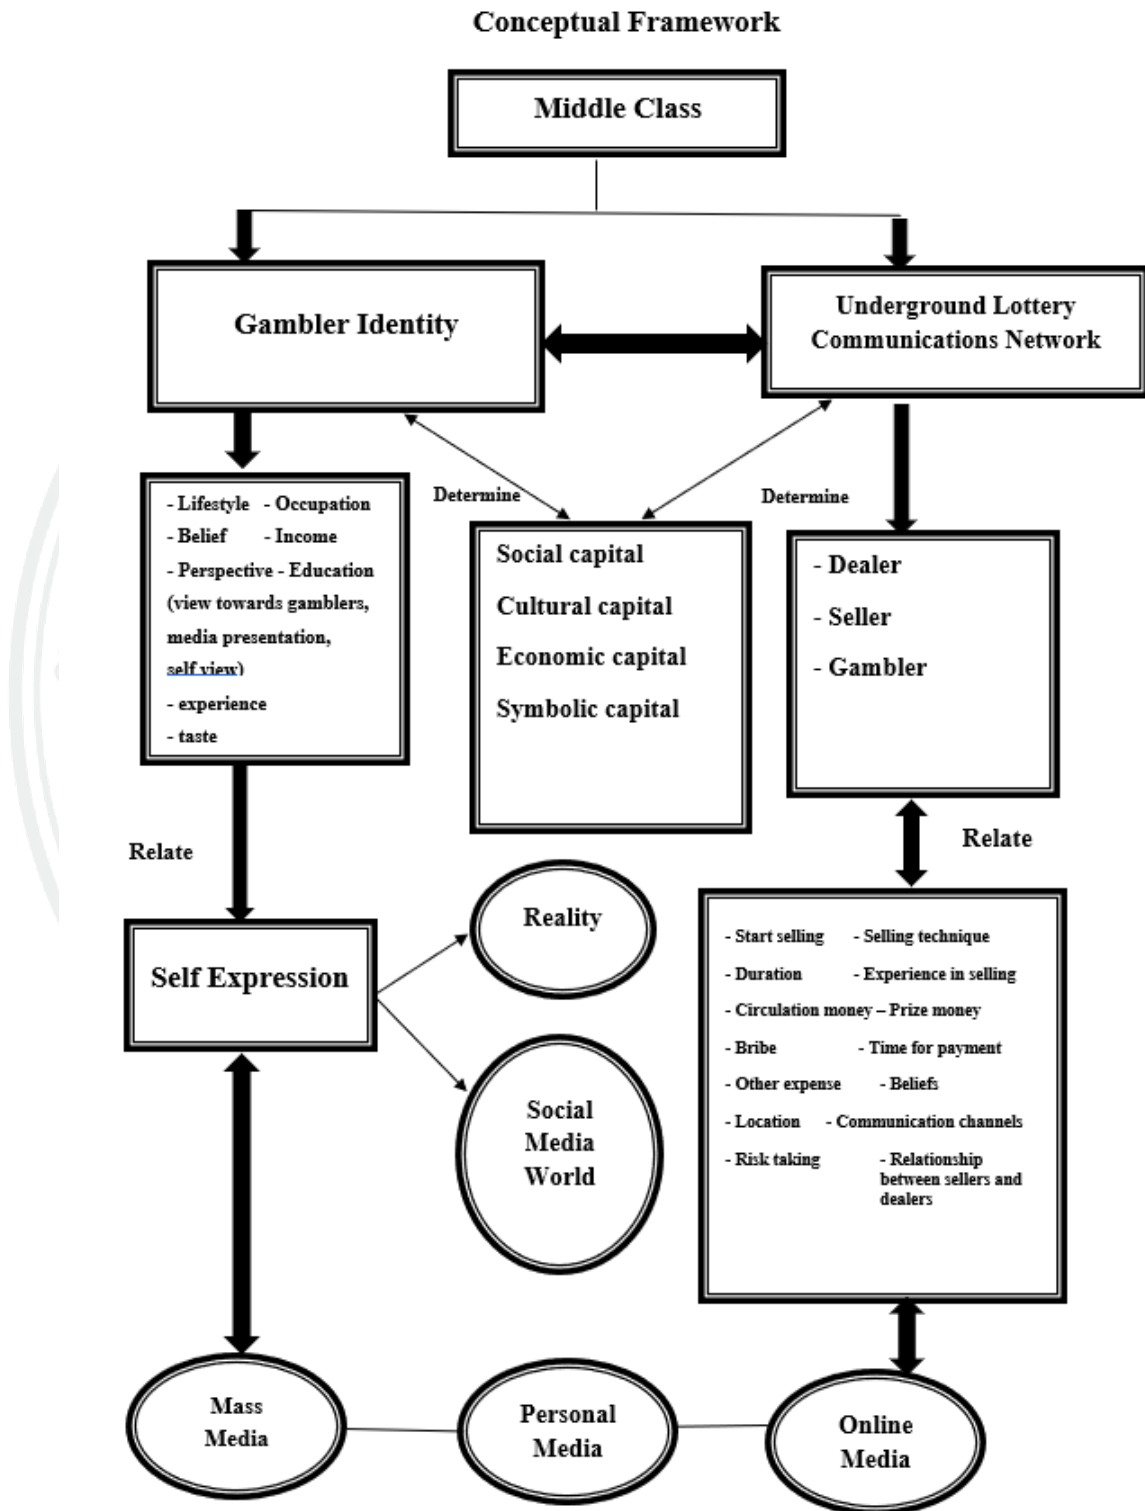 Conceptual Framework
Middle Class
Gambler Identity
Underground Lottery
Communications Network
- Lifestyle - Occupation
- Belief - Income
- Perspective - Education
(view towards gamblers,
media presentation,
self view)
- experience
- taste
Determine
Social capital
Cultural capital
Economic capital
Symbolic capital
Determine
- Dealer
- Seller
- Gambler
Relate
Relate
Self Expression
Reality
Social
Media
World
- Start selling - Selling technique
- Duration - Experience in selling
- Circulation money – Prize money
- Bribe - Time for payment
- Other expense - Beliefs
- Location - Communication channels
- Risk taking - Relationship
between sellers and
dealers
Mass
Media
Personal
Media
Online
Media